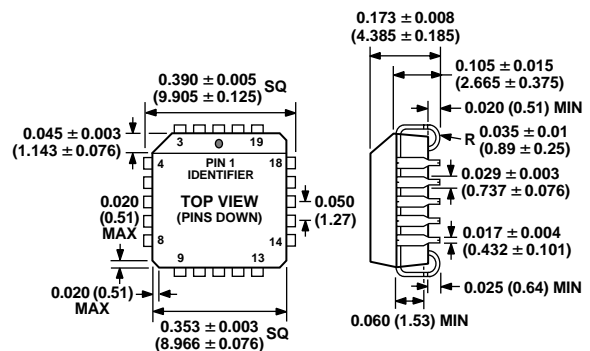 0.173 ± 0.008
(4.385 ± 0.185)
0.390 ± 0.005
(9.905 ± 0.125)
SQ
0.105 ± 0.015
(2.665 ± 0.375)
0.020 (0.51) MIN
0.045 ± 0.003
(1.143 ± 0.076)
3
19
R
0.035 ± 0.01
(0.89 ± 0.25)
4
PIN 1
IDENTIFIER
18
0.029 ± 0.003
(0.737 ± 0.076)
0.020
(0.51)
MAX
TOP VIEW
(PINS DOWN)
0.050
(1.27)
0.017 ± 0.004
(0.432 ± 0.101)
8
14
9
13
0.020 (0.51)
MAX
0.025 (0.64) MIN
0.060 (1.53) MIN
0.353 ± 0.003
(8.966 ± 0.076)
SQ